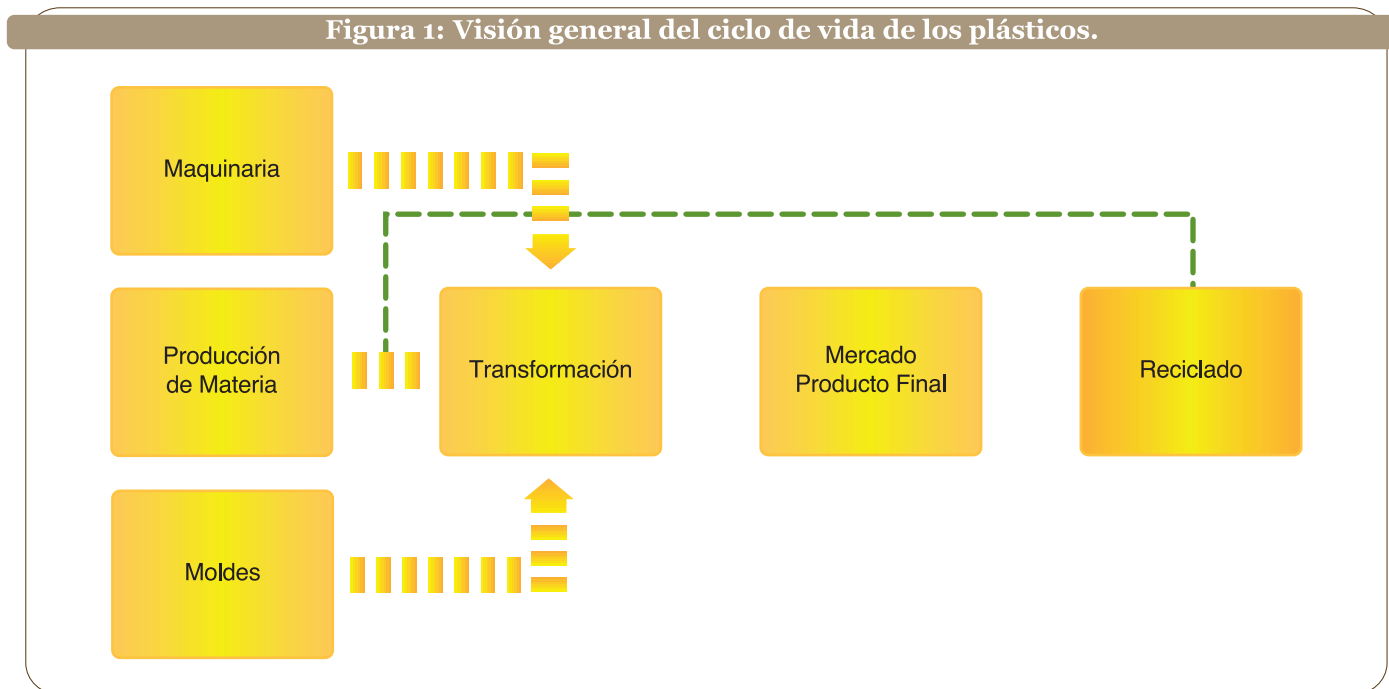 Figura 1: Visión general del ciclo de vida de los plásticos.
Maquinaria
Producción
de Materia
Transformación
Mercado
Producto Final
Reciclado
Moldes